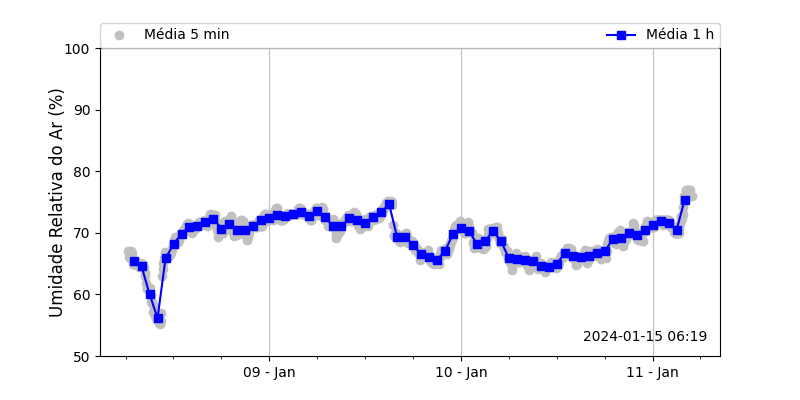 Média 5 min
Média 1 h
Umidade Relativa do Ar (%)
100
90
80
70
60
50
2024-01-15 06:19
09 - Jan
10 - Jan
11 - Jan